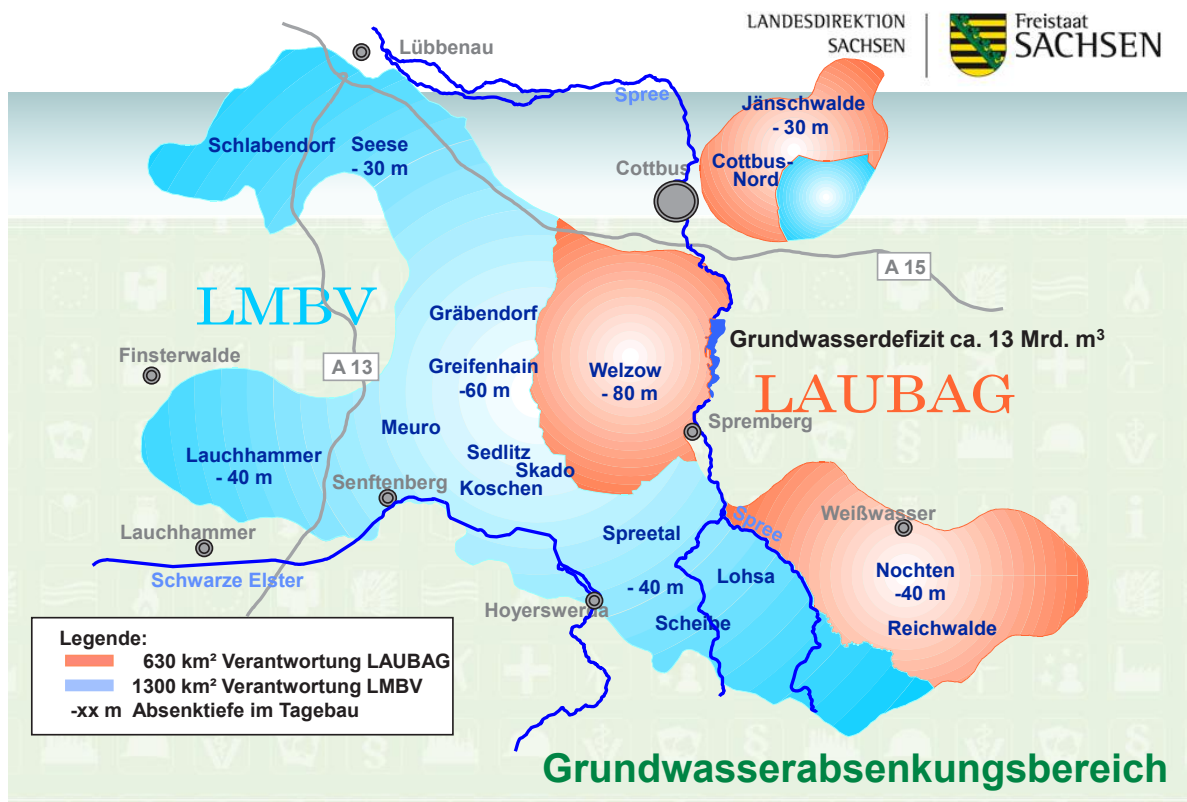 LANDESDIREKTION
SACHSEN
Freistaat
SACHSEN
Lübbenau
Spree
Jänschwalde
- 30 m
Schlabendorf
Seese
- 30 m
Cottbus
Cottbus-
Nord
A 15
LMBV
Gräbendorf
Grundwasserdefizit ca. 13 Mrd. m³
Finsterwalde
A 13
Greifenhain
-60 m
Welzow
- 80 m
LAUBAG
Meuro
Spremberg
Lauchhammer
- 40 m
Sedlitz
Skado
Koschen
Senftenberg
Weißwasser
Spree
Lauchhammer
Spreetal
Schwarze Elster
- 40 m
Lohsa
Nochten
-40 m
Hoyerswerda
Scheibe
Reichwalde
Legende:
630 km² Verantwortung LAUBAG
1300 km² Verantwortung LMBV
-xx m Absenktiefe im Tagebau
Grundwasserabsenkungsbereich